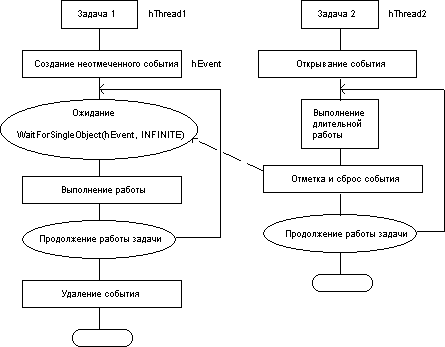 Задача 1
hThread1
Задача 2
hThread2
Создание неотмеченного события
hEvent
Открывание события
Ожидание
WaitForSingleObject(hEvent, INFINITE)
Выполнение
длительной
работы
Выполнение работы
Отметка и сброс события
Продолжение работы задачи
Продолжение работы задачи
Удаление события